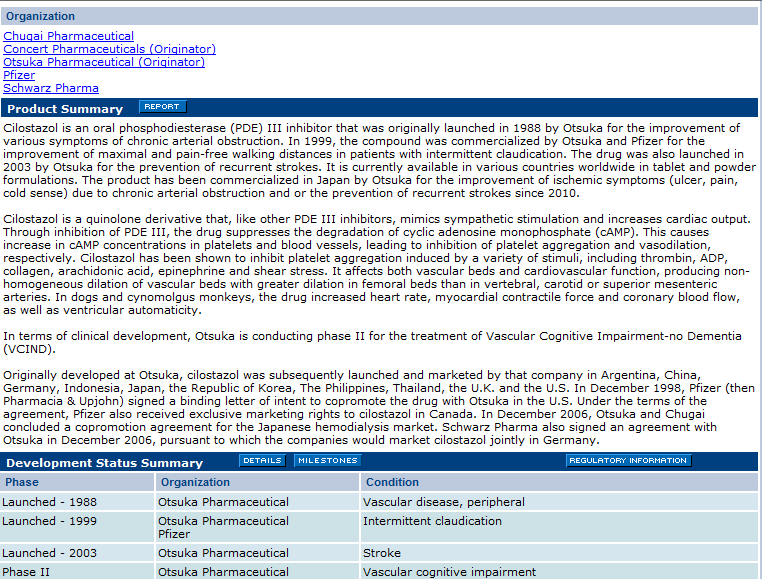 Organization
Chugai Pharmaceutical
Concert Pharmaceuticals (Originator)
Otsuka Pharmaceutical (Originator)
Pfizer
Schwarz Pharma
Product Summary REPORT
Cilostazol is an oral phosphodiesterase (PDE) III inhibitor that was originally launched in 1988 by Otsuka for the improvement of
various symptoms of chronic arterial obstruction. In 1999, the compound was commercialized by Otsuka and Pfizer for the
improvement of maximal and pain-free walking distances in patients with intermittent claudication. The drug was also launched in
2003 by Otsuka for the prevention of recurrent strokes. It is currently available in various countries worldwide in tablet and powder
formulations. The product has been commercialized in Japan by Otsuka for the improvement of ischemic symptoms (ulcer, pain,
cold sense) due to chronic arterial obstruction and or the prevention of recurrent strokes since 2010.
Cilostazol is a quinolone derivative that, like other PDE III inhibitors, mimics sympathetic stimulation and increases cardiac output.
Through inhibition of PDE III, the drug suppresses the degradation of cyclic adenosine monophosphate (cAMP). This causes
increase in cAMP concentrations in platelets and blood vessels, leading to inhibition of platelet aggregation and vasodilation,
respectively. Cilostazol has been shown to inhibit platelet aggregation induced by a variety of stimuli, including thrombin, ADP,
collagen, arachidonic acid, epinephrine and shear stress. It affects both vascular beds and cardiovascular function, producing non-
homogeneous dilation of vascular beds with greater dilation in femoral beds than in vertebral, carotid or superior mesenteric
arteries. In dogs and cynomolgus monkeys, the drug increased heart rate, myocardial contractile force and coronary blood flow,
as well as ventricular automaticity.
In terms of clinical development, Otsuka is conducting phase II for the treatment of Vascular Cognitive Impairment-no Dementia
(VCIND).
Originally developed at Otsuka, cilostazol was subsequently launched and marketed by that company in Argentina, China,
Germany, Indonesia, Japan, the Republic of Korea, The Philippines, Thailand, the U.K. and the U.S. In December 1998, Pfizer (then
Pharmacia & Upjohn) signed a binding letter of intent to copromote the drug with Otsuka in the U.S. Under the terms of the
agreement, Pfizer also received exclusive marketing rights to cilostazol in Canada. In December 2006, Otsuka and Chugai
concluded a copromotion agreement for the Japanese hemodialysis market. Schwarz Pharma also signed an agreement with
Otsuka in December 2006, pursuant to which the companies would market cilostazol jointly in Germany.
Development Status Summary DETAILS MILESTONES REGULATORY INFORMATION
Phase Organization Condition
Launched - 1988 Otsuka Pharmaceutical Vascular disease, peripheral
Launched - 1999 Otsuka Pharmaceutical Intermittent claudication
Pfizer
Launched - 2003 Otsuka Pharmaceutical Stroke
Phase II Otsuka Pharmaceutical Vascular cognitive impairment